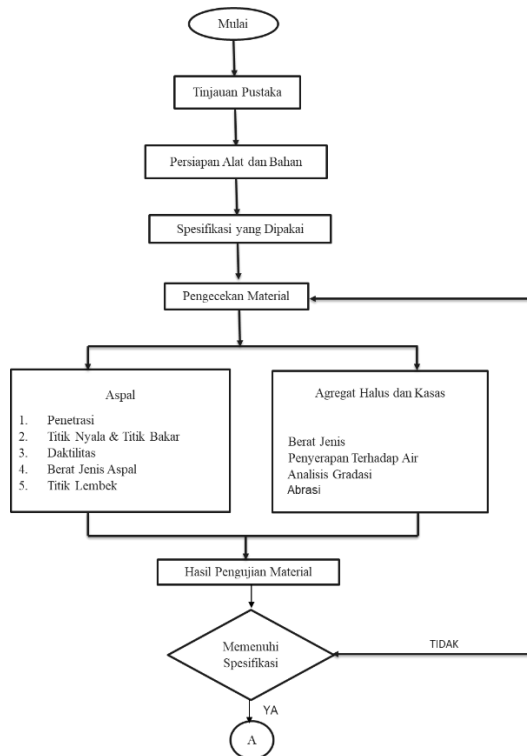 Mulai
Tinjauan Pustaka
Persiapan Alat dan Bahan
Spesifikasi yang Dipakai
Pengecekan Material
Aspal
1. Penetrasi
2. Titik Nyala & Titik Bakar
3. Daktilitas
4. Berat Jenis Aspal
5. Titik Lembek
Agregat Halus dan Kasas
Berat Jenis
Penyerapan Terhadap Air
Analisis Gradasi
Abrasi
Hasil Pengujian Material
Memenuhi
Spesifikasi
TIDAK
YA
A